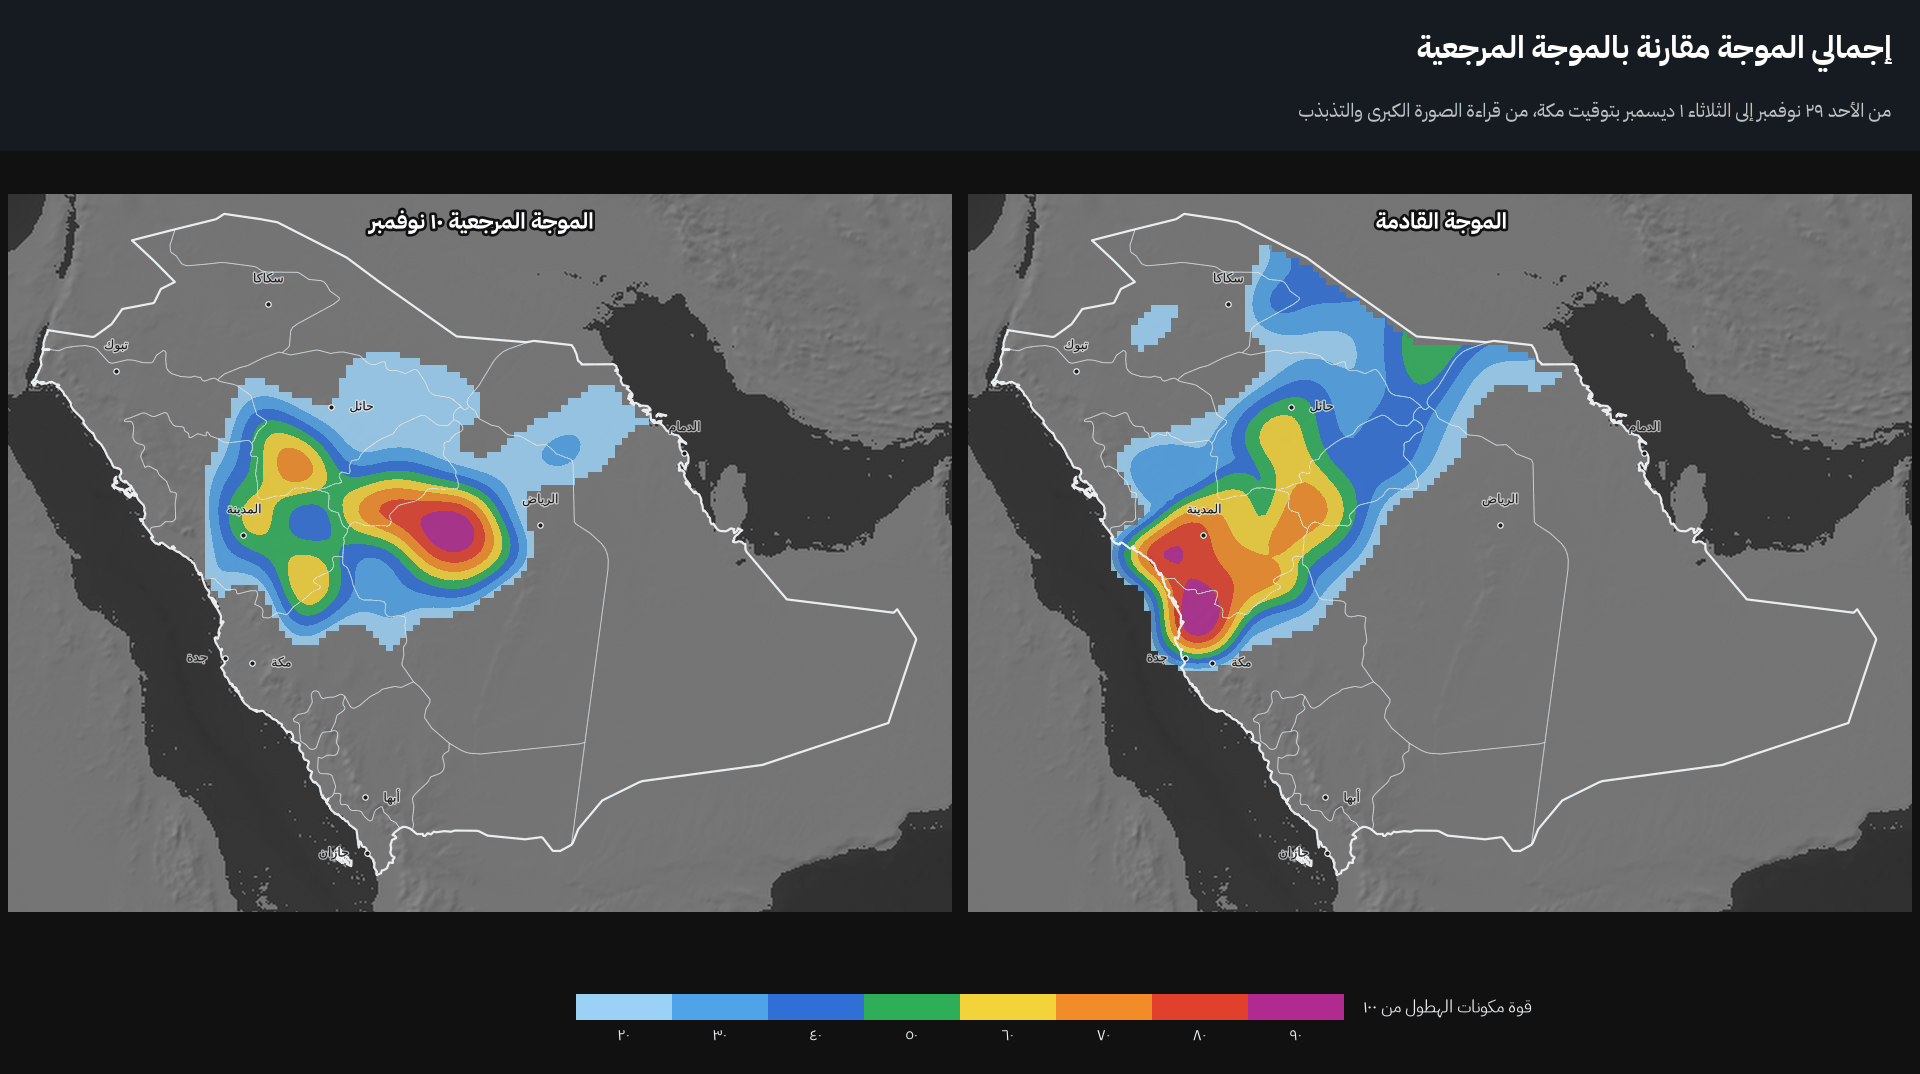 إجمالي الموجة مقارنة بالموجة المرجعية
من الأحد ٢٩ نوفمبر إلى الثلاثاء ١ ديسمبر بتوقيت مكة، من قراءة الصورة الكبرى والتذبذب
الموجة القادمة
سكاكا
تبوك
حائل
الدمام
المدينة
الرياض
جدة
مكة
أبها
جازان
الموجة المرجعية ١٠ نوفمبر
سكاكا
تبوك
حائل
الدمام
المدينة
الرياض
جدة
مكة
أبها
جازان
قوة مكونات الهطول من ١٠٠
٢٠ ٣٠ ٤٠ ٥٠ ٦٠ ٧٠ ٨٠ ٩٠